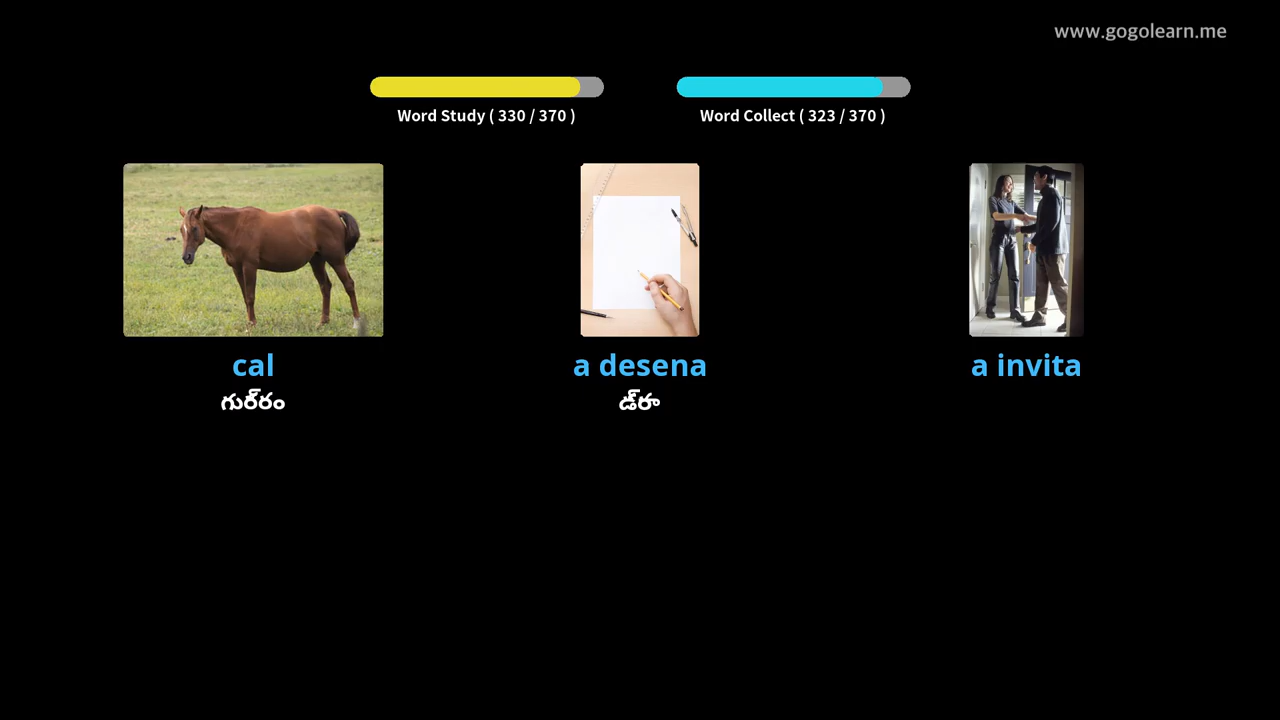 www.gogolearn.me
Word Study ( 330 / 370 )
Word Collect ( 323 / 370 )
cal
గుర్రం
a desena
డ్రా
a invita